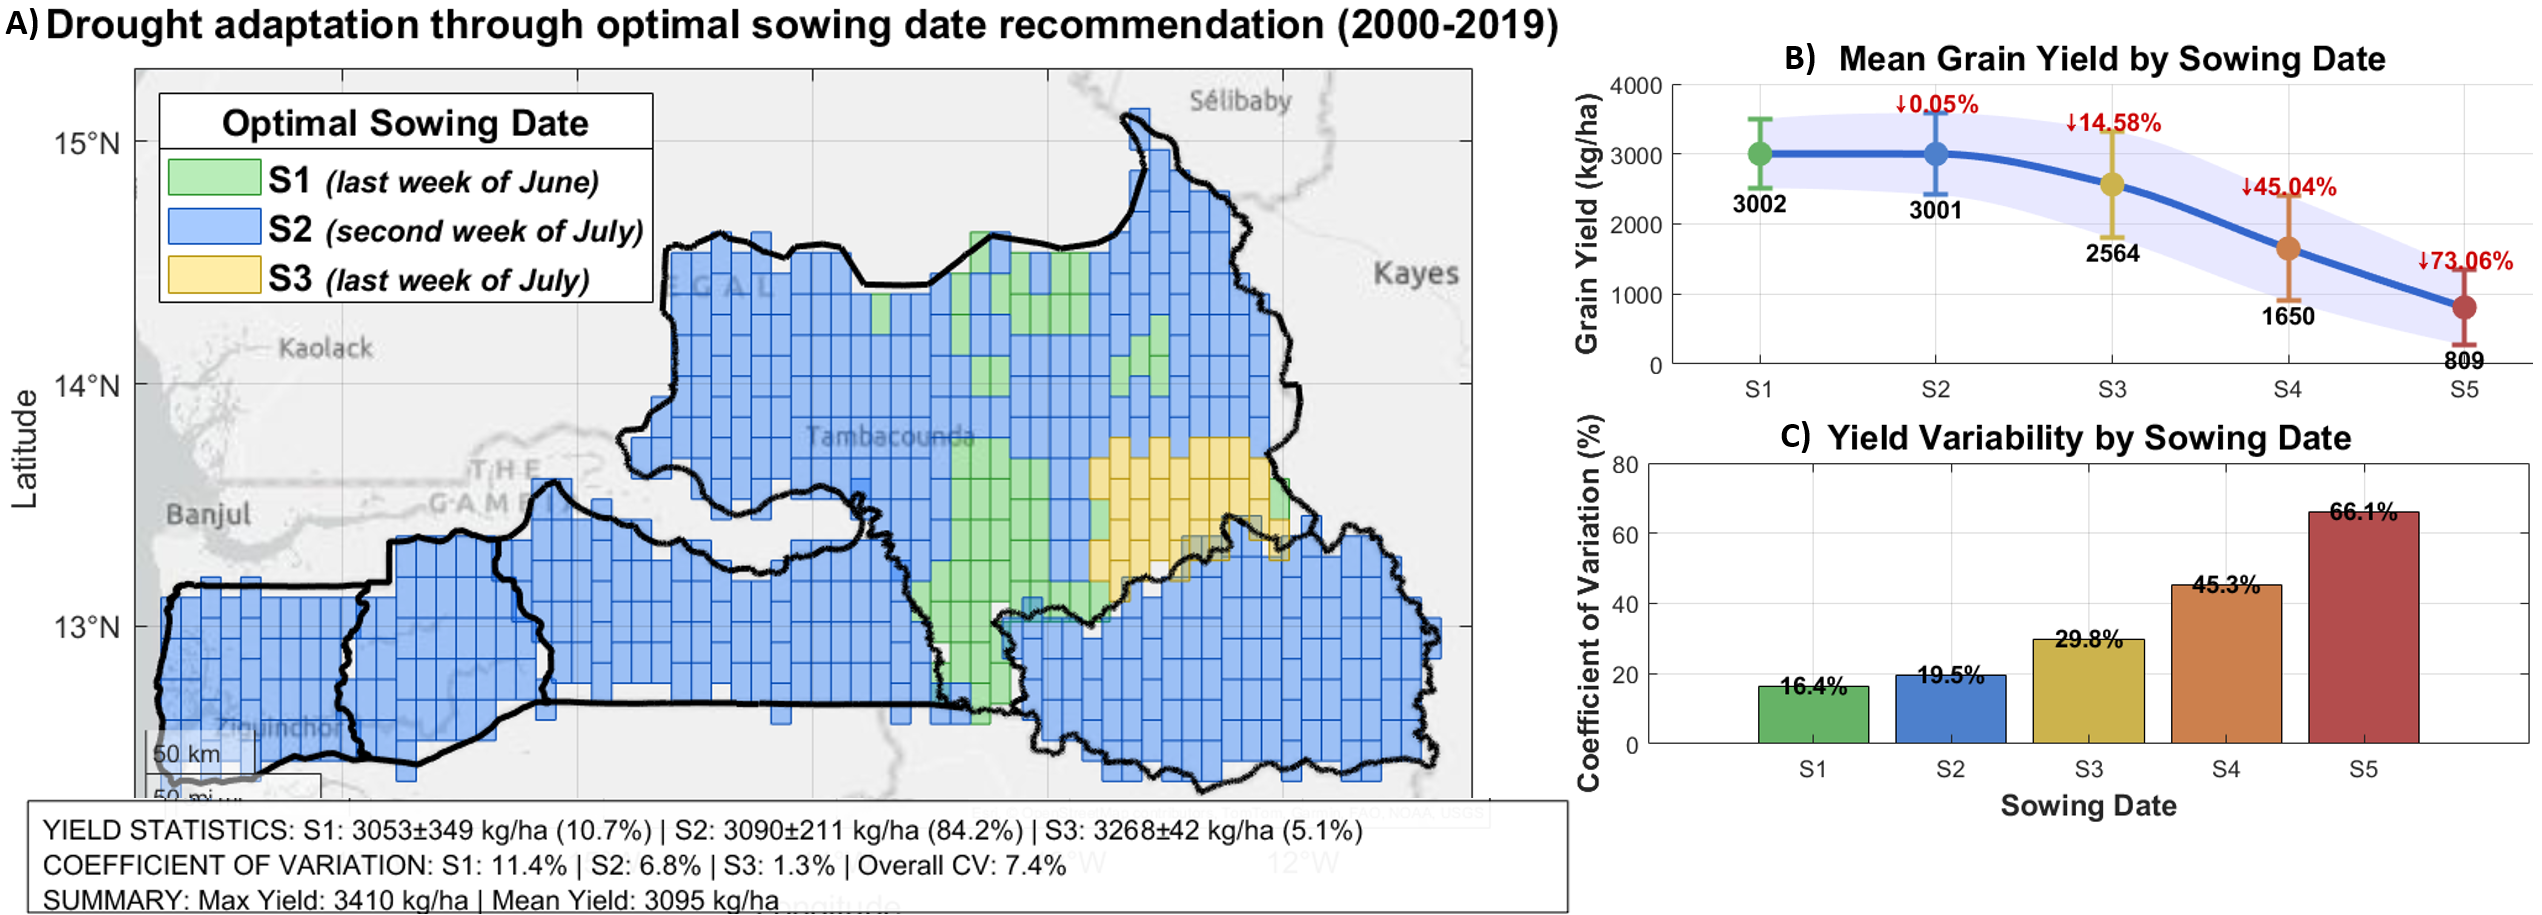 A) Drought adaptation through optimal sowing date recommendation (2000-2019)
Optimal Sowing Date
S1 (last week of June)
S2 (second week of July)
S3 (last week of July)
15°N
14°N
13°N
Latitude
Sélibaby
Kayes
EGAL
Kaolack
Tambacounda
THE
GAMBIA
Banjul
Ziguinchor
50 km
50 mi
12°W
Longitude
YIELD STATISTICS: S1: 3053±349 kg/ha (10.7%) | S2: 3090±211 kg/ha (84.2%) | S3: 3268±42 kg/ha (5.1%)
COEFFICIENT OF VARIATION: S1: 11.4% | S2: 6.8% | S3: 1.3% | Overall CV: 7.4%
SUMMARY: Max Yield: 3410 kg/ha | Mean Yield: 3095 kg/ha
B) Mean Grain Yield by Sowing Date
Grain Yield (kg/ha)
4000
3000
2000
1000
0
↓0.05%
↓14.58%
↓45.04%
↓73.06%
3002
3001
2564
1650
809
S1 S2 S3 S4 S5
C) Yield Variability by Sowing Date
Coefficient of Variation (%)
80
60
40
20
0
16.4%
19.5%
29.8%
45.3%
66.1%
S1 S2 S3 S4 S5
Sowing Date